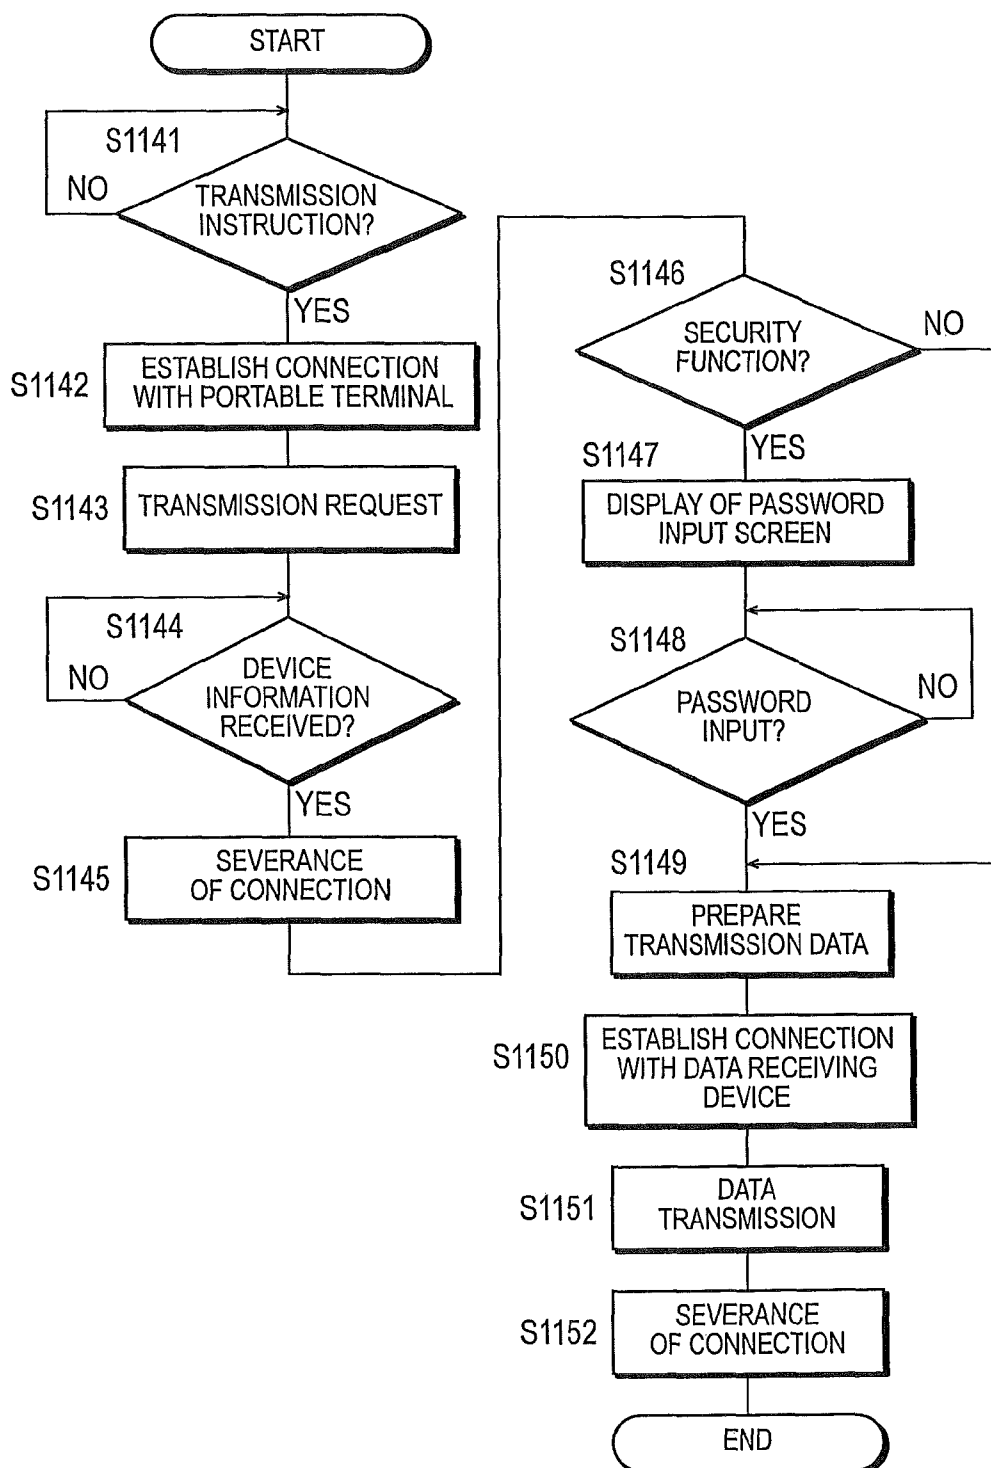 START
S1141
NO
TRANSMISSION
INSTRUCTION?
YES
S1142
ESTABLISH CONNECTION
WITH PORTABLE TERMINAL
S1143
TRANSMISSION REQUEST
S1144
NO
DEVICE
INFORMATION
RECEIVED?
YES
S1145
SEVERANCE
OF CONNECTION
S1146
SECURITY
FUNCTION?
NO
YES
S1147
DISPLAY OF PASSWORD
INPUT SCREEN
S1148
PASSWORD
INPUT?
NO
YES
S1149
PREPARE
TRANSMISSION DATA
S1150
ESTABLISH CONNECTION
WITH DATA RECEIVING
DEVICE
S1151
DATA
TRANSMISSION
S1152
SEVERANCE
OF CONNECTION
END